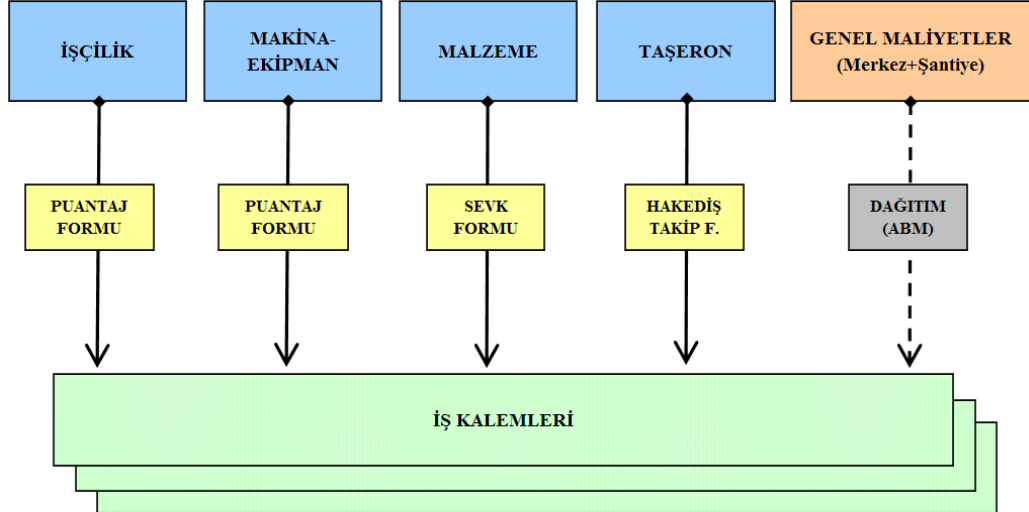 İŞÇİLİK
MAKİNA-
EKİPMAN
MALZEME
TAŞERON
GENEL MALİYETLER
(Merkez+Şantiye)
PUANTAJ
FORMU
PUANTAJ
FORMU
SEVK
FORMU
HAKEDİŞ
TAKİP F.
DAĞITIM
(ABM)
İŞ KALEMLERİ